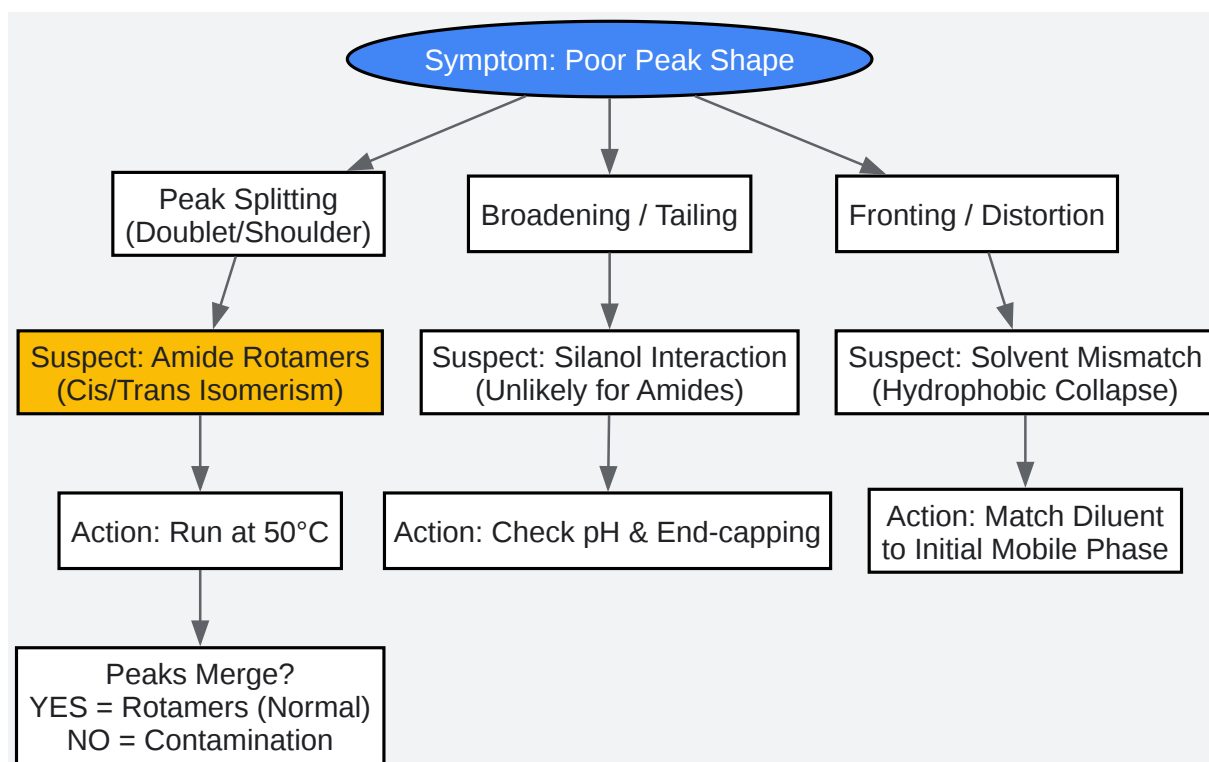 Symptom: Poor Peak Shape
Peak Splitting
(Doublet/Shoulder)
Broadening / Tailing
Fronting / Distortion
Suspect: Amide Rotamers
(Cis/Trans Isomerism)
Suspect: Silanol Interaction
(Unlikely for Amides)
Suspect: Solvent Mismatch
(Hydrophobic Collapse)
Action: Run at 50°C
Action: Check pH & End-capping
Action: Match Diluent
to Initial Mobile Phase
Peaks Merge?
YES = Rotamers (Normal)
NO = Contamination